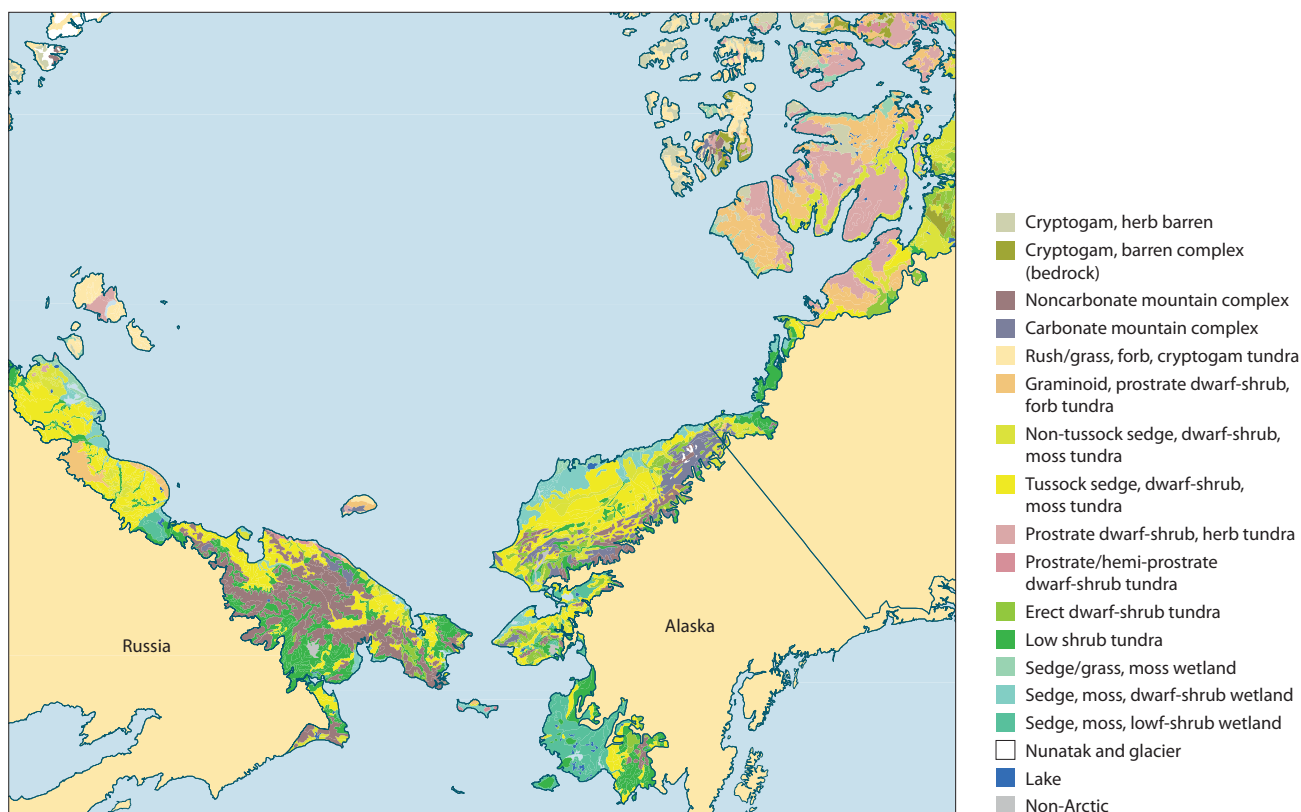 Russia
Alaska
Cryptogam, herb barren
Cryptogam, barren complex
(bedrock)
Noncarbonate mountain complex
Carbonate mountain complex
Rush/grass, forb, cryptogam tundra
Graminoid, prostrate dwarf-shrub,
forb tundra
Non-tussock sedge, dwarf-shrub,
moss tundra
Tussock sedge, dwarf-shrub,
moss tundra
Prostrate dwarf-shrub, herb tundra
Prostrate/hemi-prostrate
dwarf-shrub tundra
Erect dwarf-shrub tundra
Low shrub tundra
Sedge/grass, moss wetland
Sedge, moss, dwarf-shrub wetland
Sedge, moss, lowf-shrub wetland
Nunatak and glacier
Lake
Non-Arctic